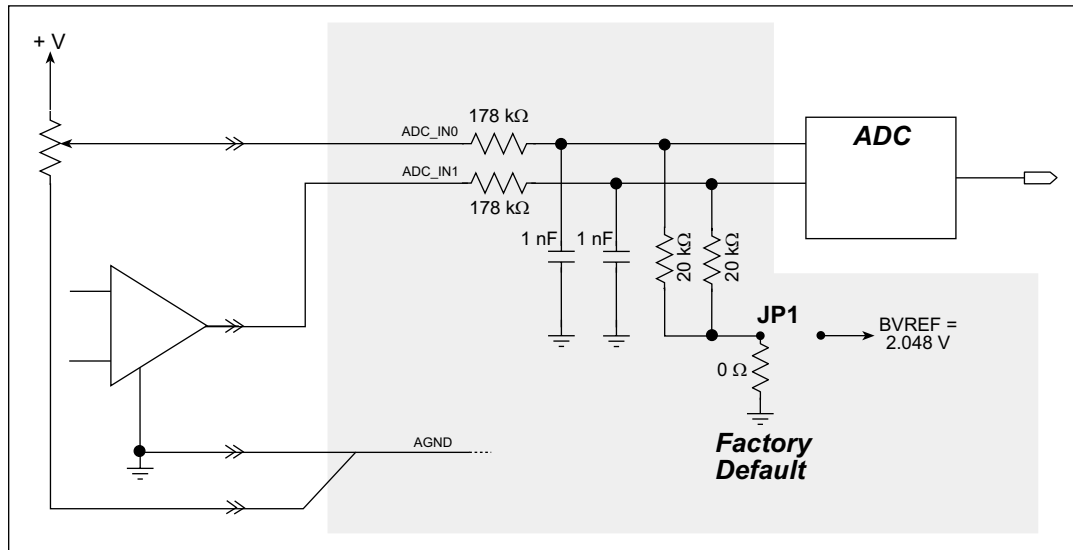 + V
178 kΩ
ADC_IN0
ADC
ADC_IN1
178 kΩ
1 nF
1 nF
20 kΩ
20 kΩ
JP1
BVREF =
2.048 V
0 Ω
AGND
Factory
Default